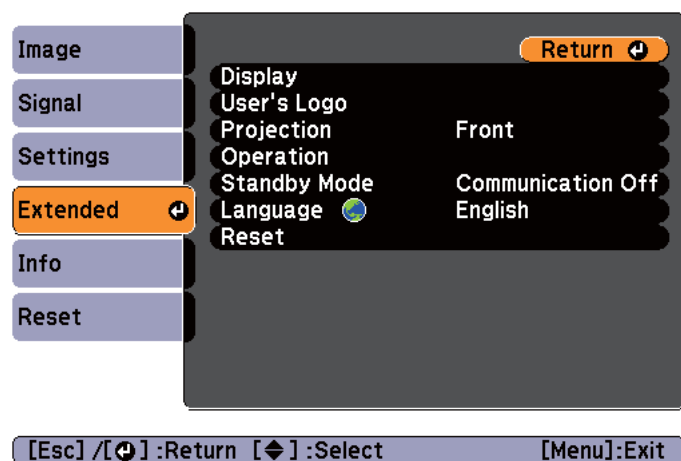 Image
Signal
Settings
Extended
Info
Reset
Return
Display
User's Logo
Projection Front
Operation
Standby Mode Communication Off
Language English
Reset
[Esc] /[ ] :Return [ ] :Select [Menu]:Exit